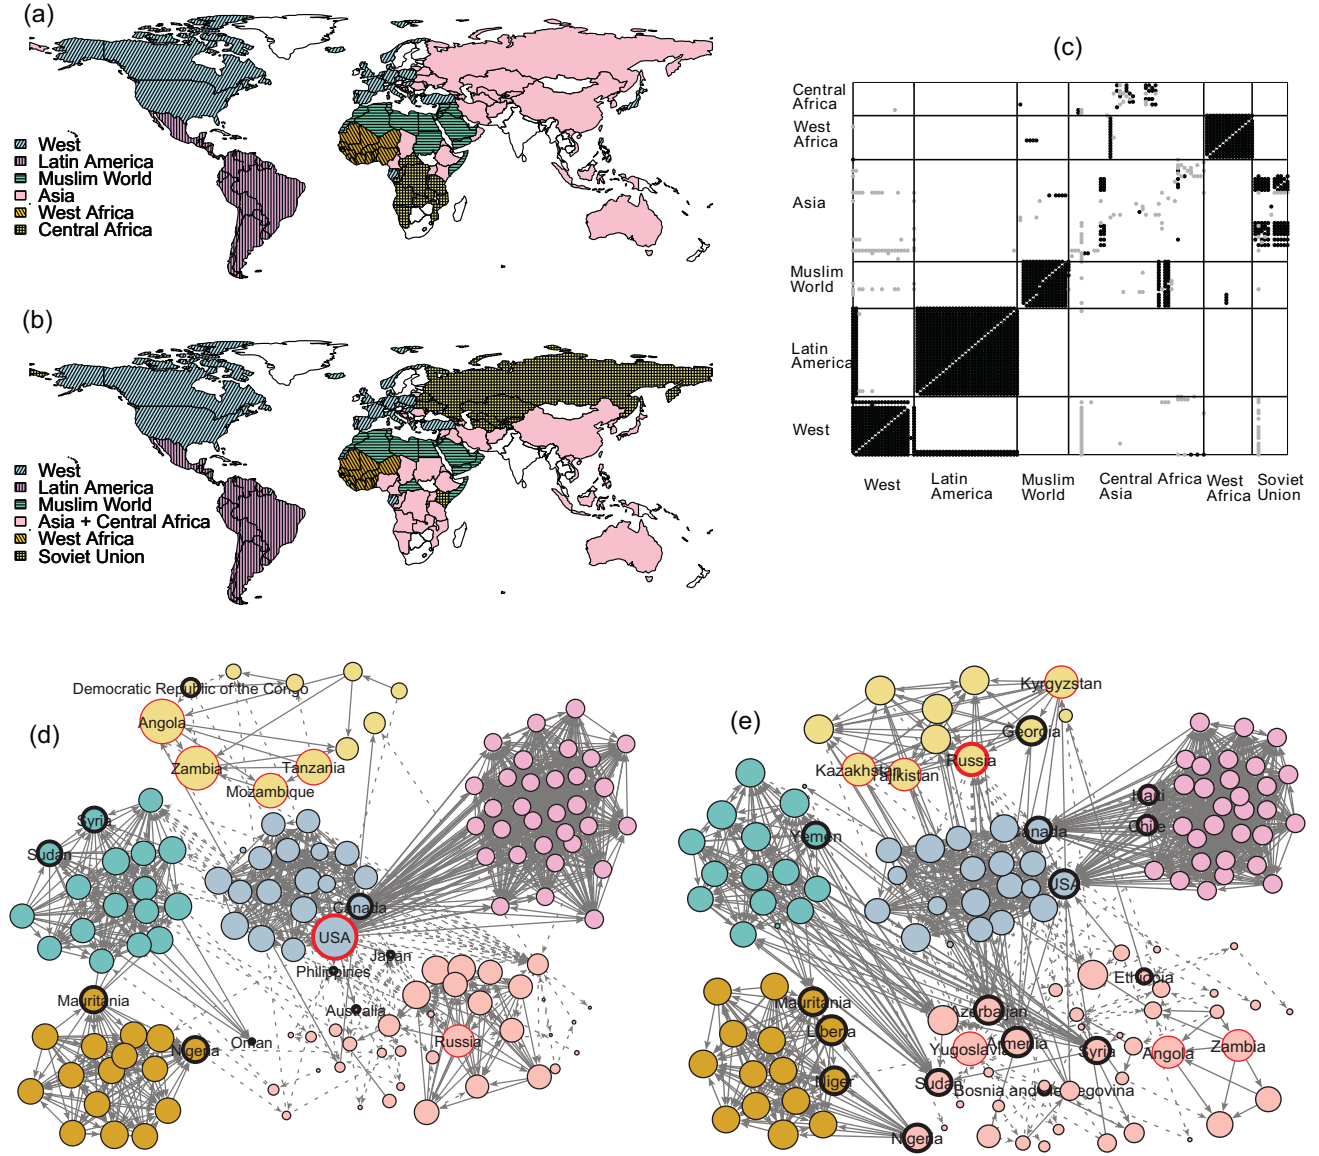 (a)
West
Latin America
Muslim World
Asia
West Africa
Central Africa
(b)
West
Latin America
Muslim World
Asia + Central Africa
West Africa
Soviet Union
(c)
Central
Africa
West
Africa
Asia
Muslim
World
Latin
America
West
West
Latin
America
Muslim
World
Central Africa
Asia
West
Africa
Soviet
Union
(d)
Democratic Republic of the Congo
Angola
Zambia
Tanzania
Mozambique
Syria
Sudan
Canada
USA
Japan
Philippines
Mauritania
Australia
Nigeria
Oman
Russia
(e)
Kyrgyzstan
Georgia
Russia
Kazakhstan
Tajikistan
Haiti
Chile
Yemen
Canada
USA
Ethiopia
Mauritania
Azerbaijan
Liberia
Yugoslavia
Armenia
Syria
Angola
Zambia
Niger
Sudan
Bosnia and Herzegovina
Nigeria